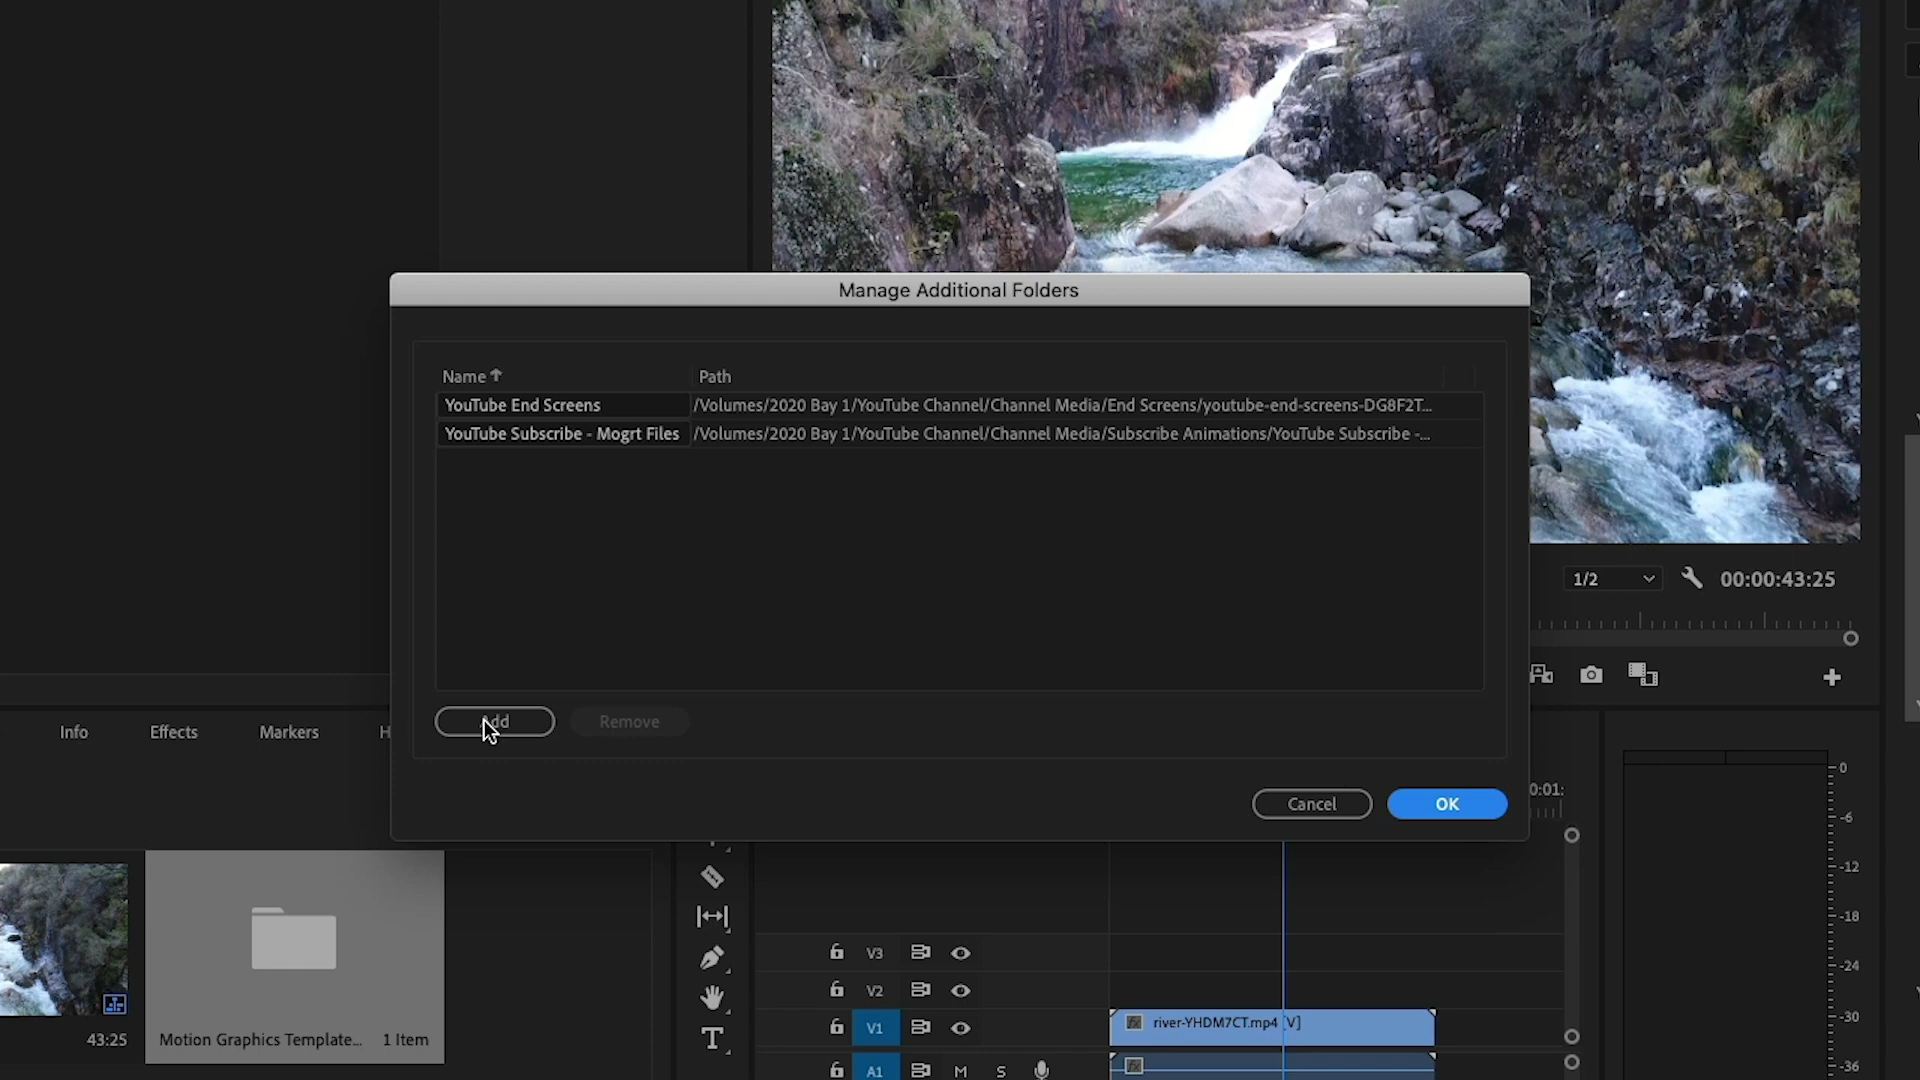 Manage Additional Folders
Name Path
YouTube End Screens /Volumes/2020 Bay 1/YouTube Channel/Channel Media/End Screens/youtube-end-screens-DG8F2T...
YouTube Subscribe - Mogrt Files /Volumes/2020 Bay 1/YouTube Channel/Channel Media/Subscribe Animations/YouTube Subscribe -...
1/2 00:00:43:25
Add Remove
Info Effects Markers H
Cancel OK
0:01:
0
-6
-12
-18
-24
-30
-36
V3
V2
V1 river-YHDM7CT.mp4 [V]
43:25 Motion Graphics Template... 1 Item
A1 M S